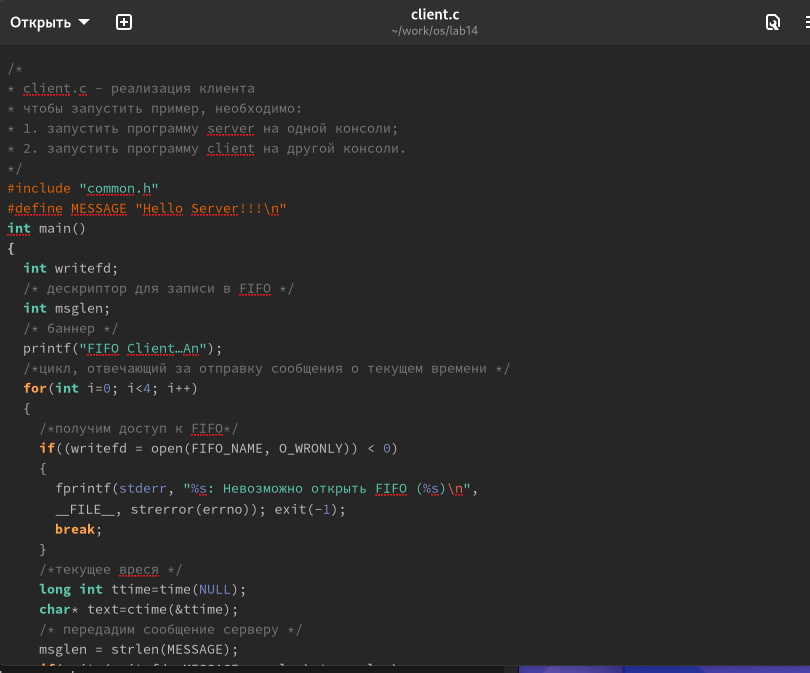 Открыть
client.c
~/work/os/lab14
/*
* client.c - реализация клиента
* чтобы запустить пример, необходимо:
* 1. запустить программу server на одной консоли;
* 2. запустить программу client на другой консоли.
*/
#include "common.h"
#define MESSAGE "Hello Server!!!\n"
int main()
{
int writefd;
/* дескриптор для записи в FIFO */
int msglen;
/* баннер */
printf("FIFO Client…An");
/*цикл, отвечающий за отправку сообщения о текущем времени */
for(int i=0; i<4; i++)
{
/*получим доступ к FIFO*/
if((writefd = open(FIFO_NAME, O_WRONLY)) < 0)
{
fprintf(stderr, "%s: Невозможно открыть FIFO (%s)\n",
__FILE__, strerror(errno)); exit(-1);
break;
}
/*текущее вреся */
long int ttime=time(NULL);
char* text=ctime(&ttime);
/* передадим сообщение серверу */
msglen = strlen(MESSAGE);